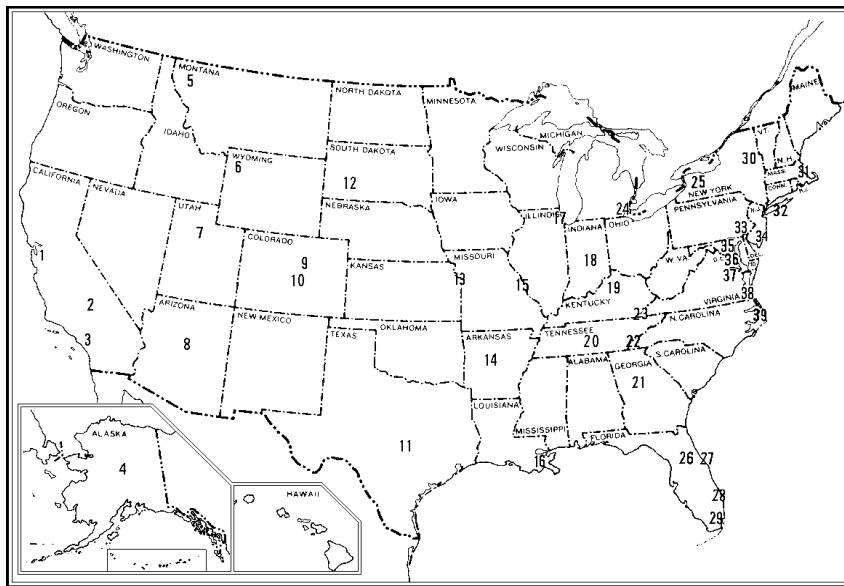 WASHINGTON
MONTANA
5
NORTH DAKOTA
MINNESOTA
MAINE
OREGON
IDAHO
MICHIGAN
VT.
N. H.
WISCONSIN
SOUTH DAKOTA
WYOMING
6
12
30
MASS.
31
25
CALIFORNIA
NEVADA
UTAH
NEBRASKA
IOWA
NEW YORK
CONN.
R.I.
PENNSYLVANIA
24
N.J.
32
ILLINOIS
17
INDIANA
OHIO
33
34
7
COLORADO
MISSOURI
W. VA.
35
D.C.
DEL.
MD.
36
1
9
KANSAS
18
10
13
15
19
37
2
ARIZONA
NEW MEXICO
KENTUCKY
VIRGINIA
38
23
N. CAROLINA
39
TEXAS
OKLAHOMA
ARKANSAS
TENNESSEE
20
22
3
8
14
ALABAMA
GEORGIA
S. CAROLINA
21
LOUISIANA
MISSISSIPPI
FLORIDA
ALASKA
11
16
26
27
4
HAWAII
28
29